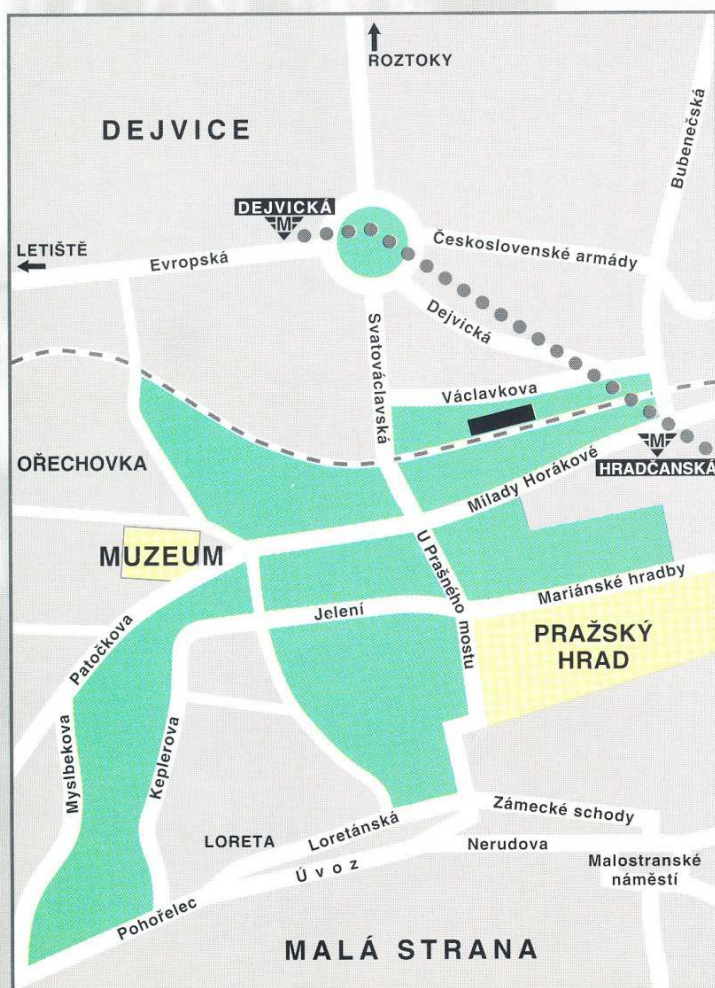 ROZTOKY
DEJVICE
Bubenečská
DEJVICKÁ
M
Československé armády
LETIŠTĚ
Evropská
Dejvická
Svatováclavská
Václavkova
M
HRADČANSKÁ
OŘECHOVKA
Milady Horákové
MUZEUM
U Prašného mostu
Mariánské hradby
Jelení
PRAŽSKÝ
HRAD
Patočkova
Myslbekova
Keplerova
Zámecké schody
LORETA
Loretánská
Nerudova
Úvoz
Malostranské
náměstí
Pohořelec
MALÁ STRANA